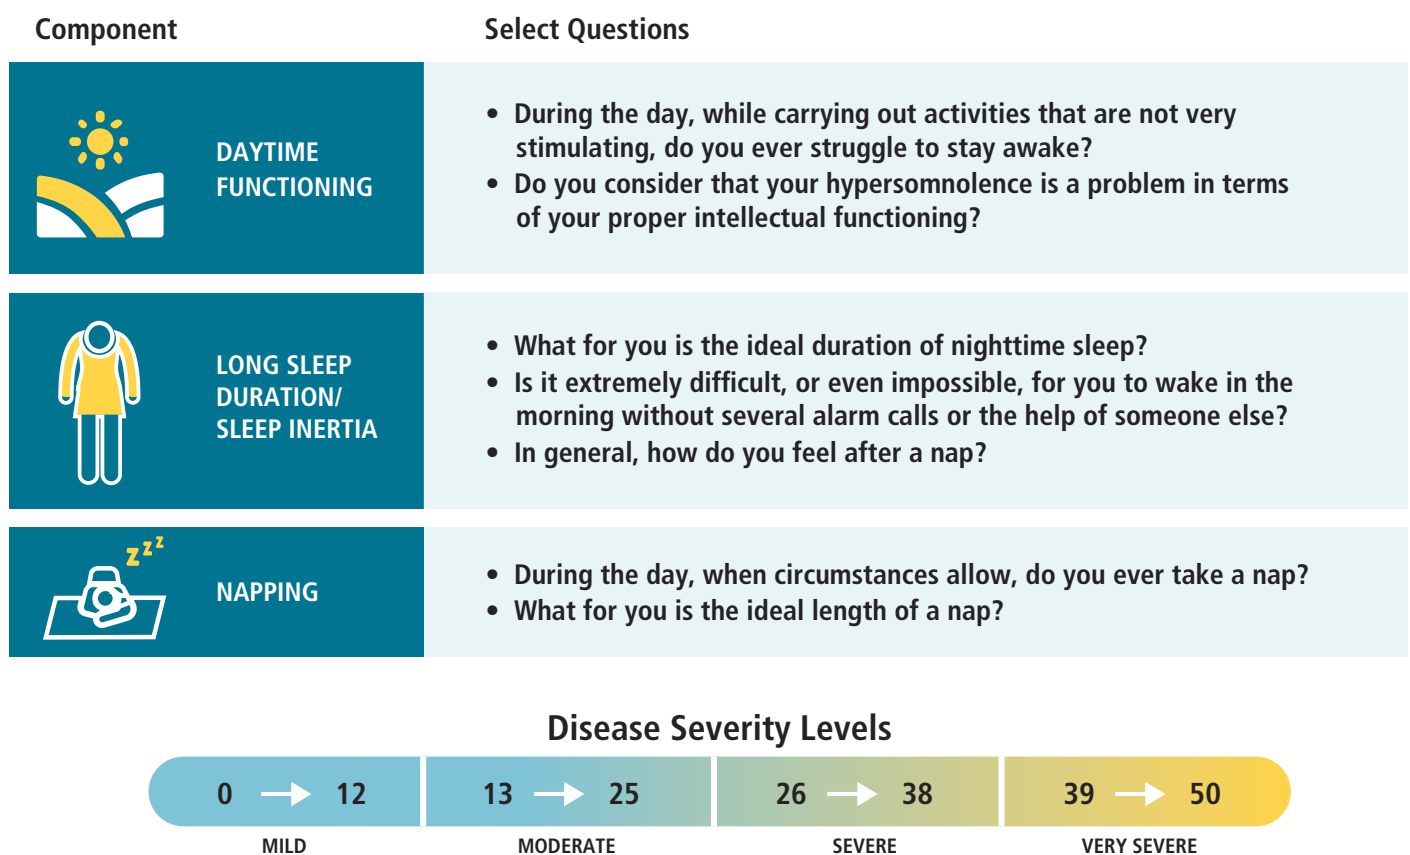 Component
Select Questions
DAYTIME
FUNCTIONING
• During the day, while carrying out activities that are not very
stimulating, do you ever struggle to stay awake?
• Do you consider that your hypersomnolence is a problem in terms
of your proper intellectual functioning?
LONG SLEEP
DURATION/
SLEEP INERTIA
• What for you is the ideal duration of nighttime sleep?
• Is it extremely difficult, or even impossible, for you to wake in the
morning without several alarm calls or the help of someone else?
• In general, how do you feel after a nap?
z z z
NAPPING
• During the day, when circumstances allow, do you ever take a nap?
• What for you is the ideal length of a nap?
Disease Severity Levels
0 → 12
13 → 25
26 → 38
39 → 50
MILD
MODERATE
SEVERE
VERY SEVERE